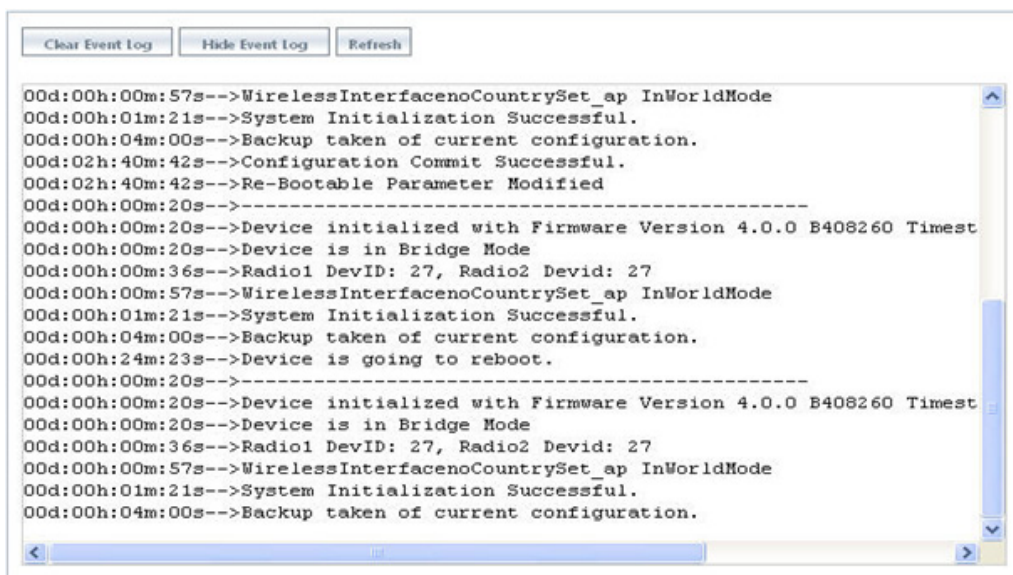 Clear Event Log Hide Event Log Refresh
00d:00h:00m:57s-->WirelessInterfacenoCountrySet_ap InWorldMode
00d:00h:01m:21s-->System Initialization Successful.
00d:00h:04m:00s-->Backup taken of current configuration.
00d:02h:40m:42s-->Configuration Commit Successful.
00d:02h:40m:42s-->Re-Bootable Parameter Modified
00d:00h:00m:20s-->------------------------------------------------
00d:00h:00m:20s-->Device initialized with Firmware Version 4.0.0 B408260 Timest
00d:00h:00m:20s-->Device is in Bridge Mode
00d:00h:00m:36s-->Radio1 DevID: 27, Radio2 Devid: 27
00d:00h:00m:57s-->WirelessInterfacenoCountrySet_ap InWorldMode
00d:00h:01m:21s-->System Initialization Successful.
00d:00h:04m:00s-->Backup taken of current configuration.
00d:00h:24m:23s-->Device is going to reboot.
00d:00h:00m:20s-->------------------------------------------------
00d:00h:00m:20s-->Device initialized with Firmware Version 4.0.0 B408260 Timest
00d:00h:00m:20s-->Device is in Bridge Mode
00d:00h:00m:36s-->Radio1 DevID: 27, Radio2 Devid: 27
00d:00h:00m:57s-->WirelessInterfacenoCountrySet_ap InWorldMode
00d:00h:01m:21s-->System Initialization Successful.
00d:00h:04m:00s-->Backup taken of current configuration.